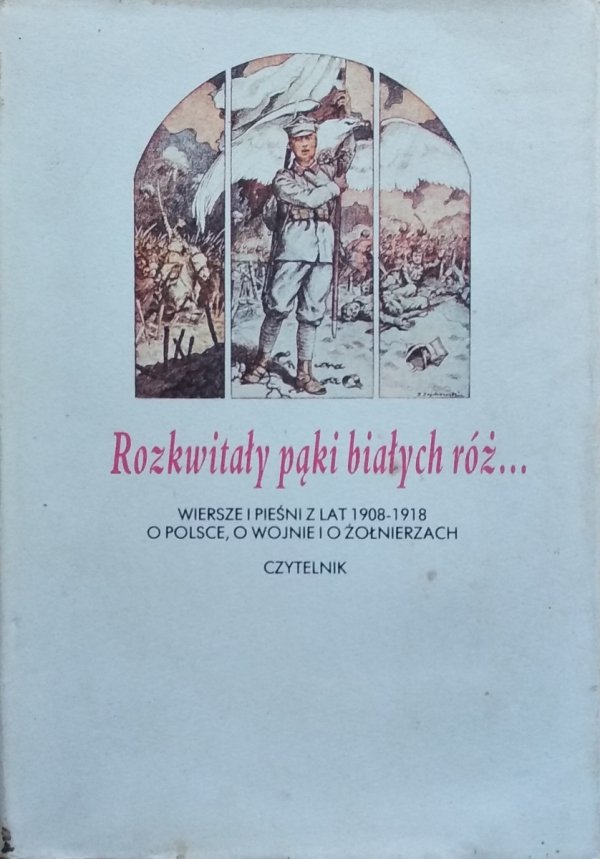 Rozkwitały pąki białych róż...
WIERSZE I PIEŚNI Z LAT 1908-1918
O POLSCE, O WOJNIE I O ŻOŁNIERZACH
CZYTELNIK